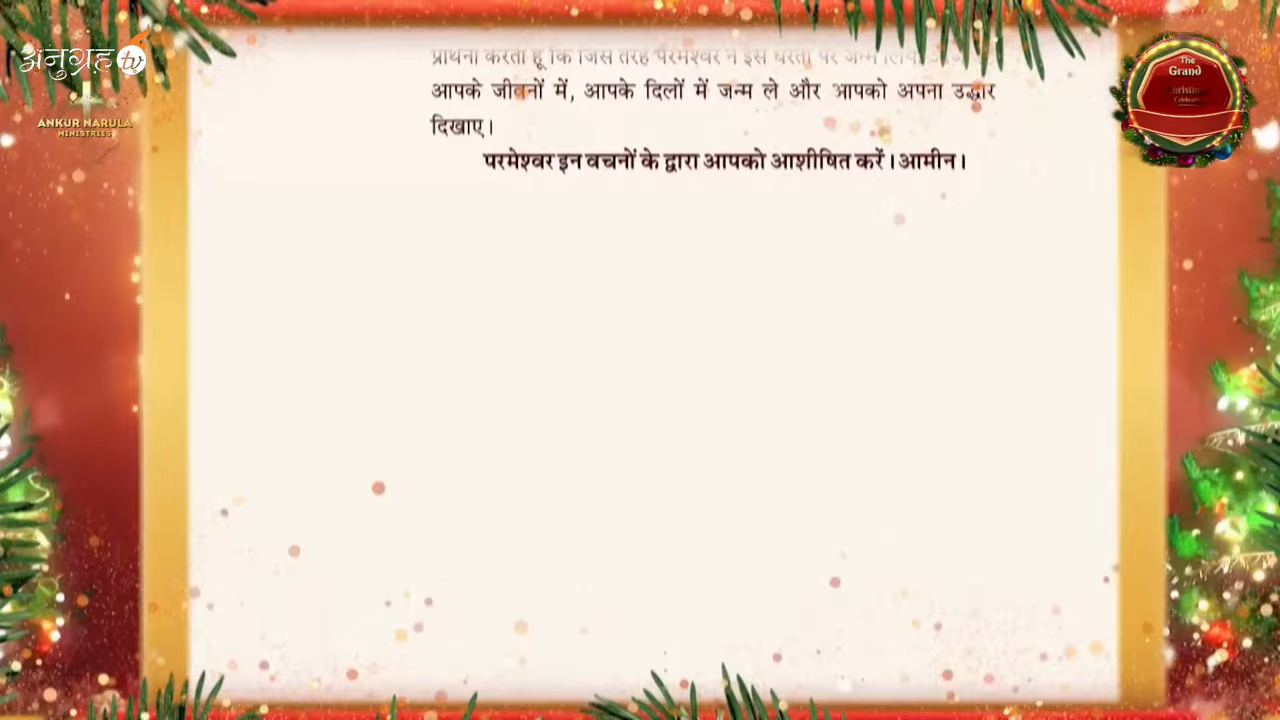 अनुग्रह tv
ANKUR NARULA
MINISTRIES
The
Grand
Christmas
प्रार्थना करता हूँ कि जिस तरह परमेश्वर ने इस धरती पर जन्म
आपके जीवनों में, आपके दिलों में जन्म ले और आपको अपना उद्धार
दिखाए।
परमेश्वर इन वचनों के द्वारा आपको आशीषित करें। आमीन।